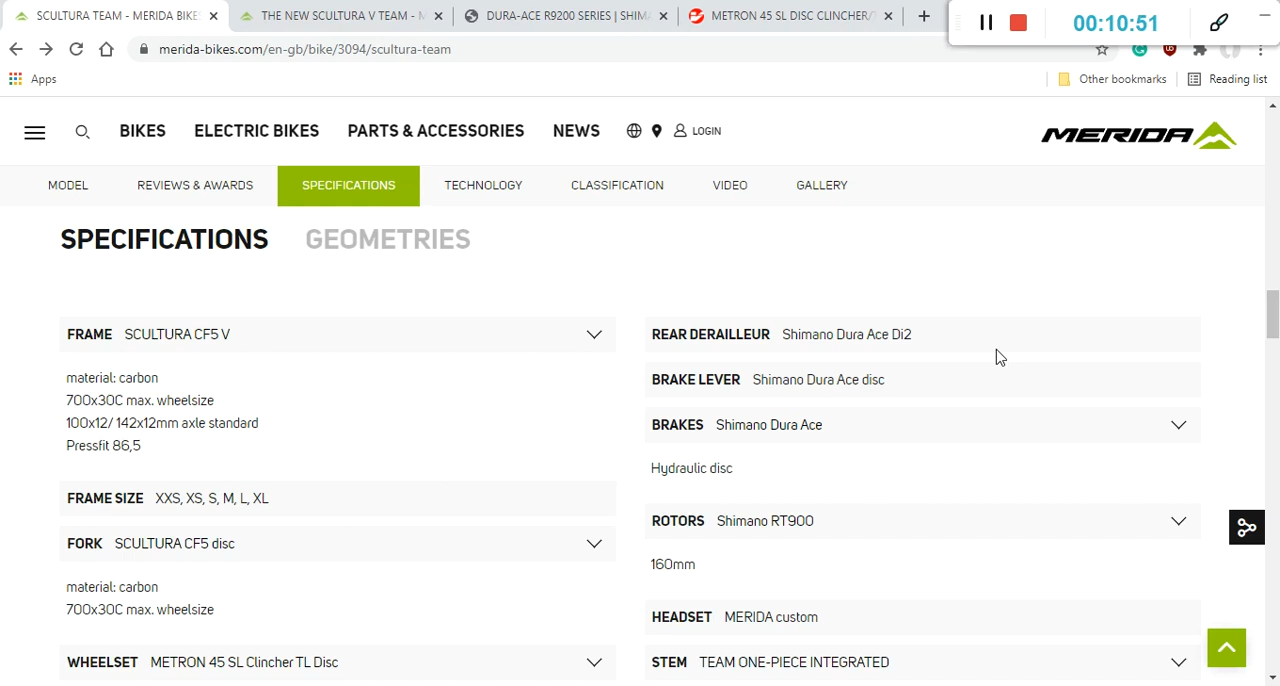 SCULTURA TEAM - MERIDA BIKE
THE NEW SCULTURA V TEAM - M
DURA-ACE R9200 SERIES | SHIM
METRON 45 SL DISC CLINCHER/T
00:10:51
merida-bikes.com/en-gb/bike/3094/scultura-team
Apps
Other bookmarks
Reading list
BIKES
ELECTRIC BIKES
PARTS & ACCESSORIES
NEWS
LOGIN
MERIDA
MODEL
REVIEWS & AWARDS
SPECIFICATIONS
TECHNOLOGY
CLASSIFICATION
VIDEO
GALLERY
SPECIFICATIONS
GEOMETRIES
FRAME SCULTURA CF5 V
material: carbon
700x30C max. wheelsize
100x12/ 142x12mm axle standard
Pressfit 86,5
FRAME SIZE XXS, XS, S, M, L, XL
FORK SCULTURA CF5 disc
material: carbon
700x30C max. wheelsize
WHEELSET METRON 45 SL Clincher TL Disc
REAR DERAILLEUR Shimano Dura Ace Di2
BRAKE LEVER Shimano Dura Ace disc
BRAKES Shimano Dura Ace
Hydraulic disc
ROTORS Shimano RT900
160mm
HEADSET MERIDA custom
STEM TEAM ONE-PIECE INTEGRATED